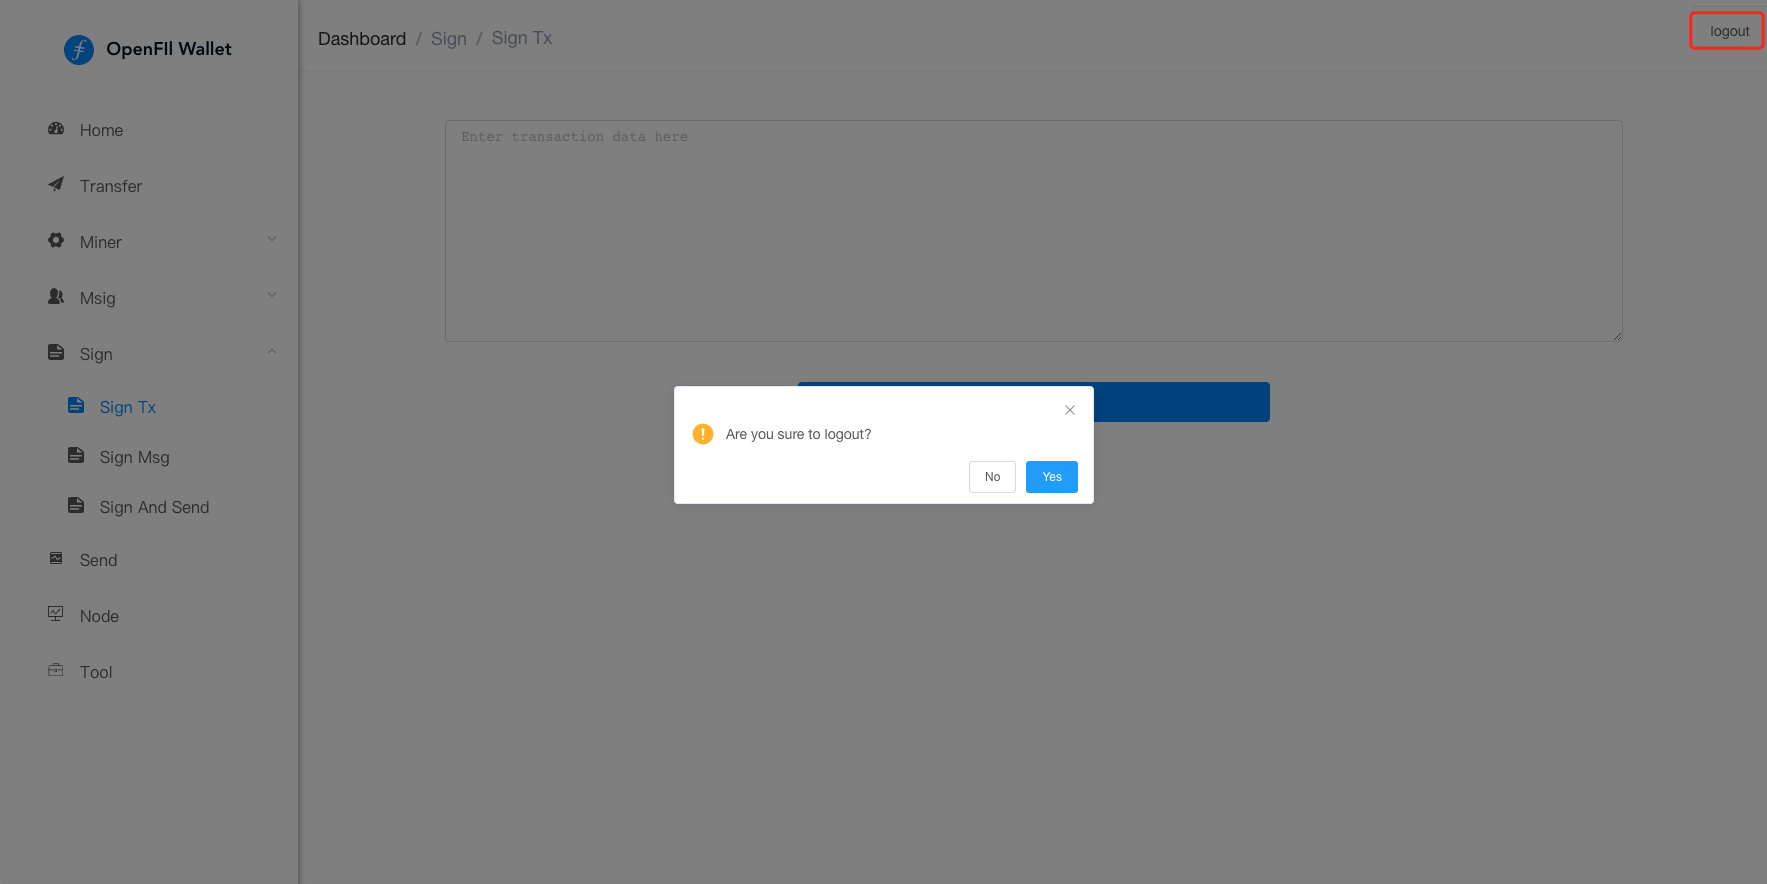 OpenFIl Wallet
Dashboard / Sign / Sign Tx
logout
Home
Transfer
Miner
Msig
Sign
Sign Tx
Sign Msg
Sign And Send
Send
Node
Tool
Enter transaction data here
Are you sure to logout?
No
Yes